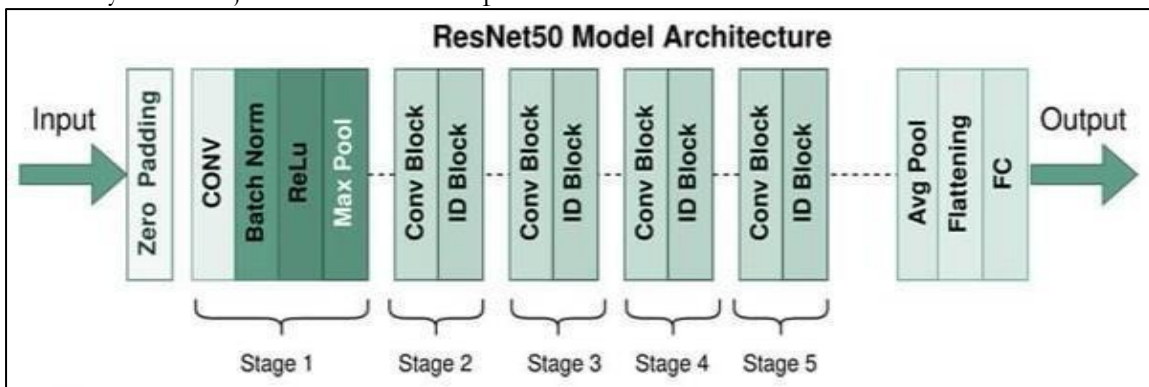 ResNet50 Model Architecture
Input
Zero Padding
CONV
Batch Norm
ReLu
Max Pool
Conv Block
ID Block
Conv Block
ID Block
Conv Block
ID Block
Conv Block
ID Block
Avg Pool
Flattening
FC
Output
Stage 1
Stage 2
Stage 3
Stage 4
Stage 5